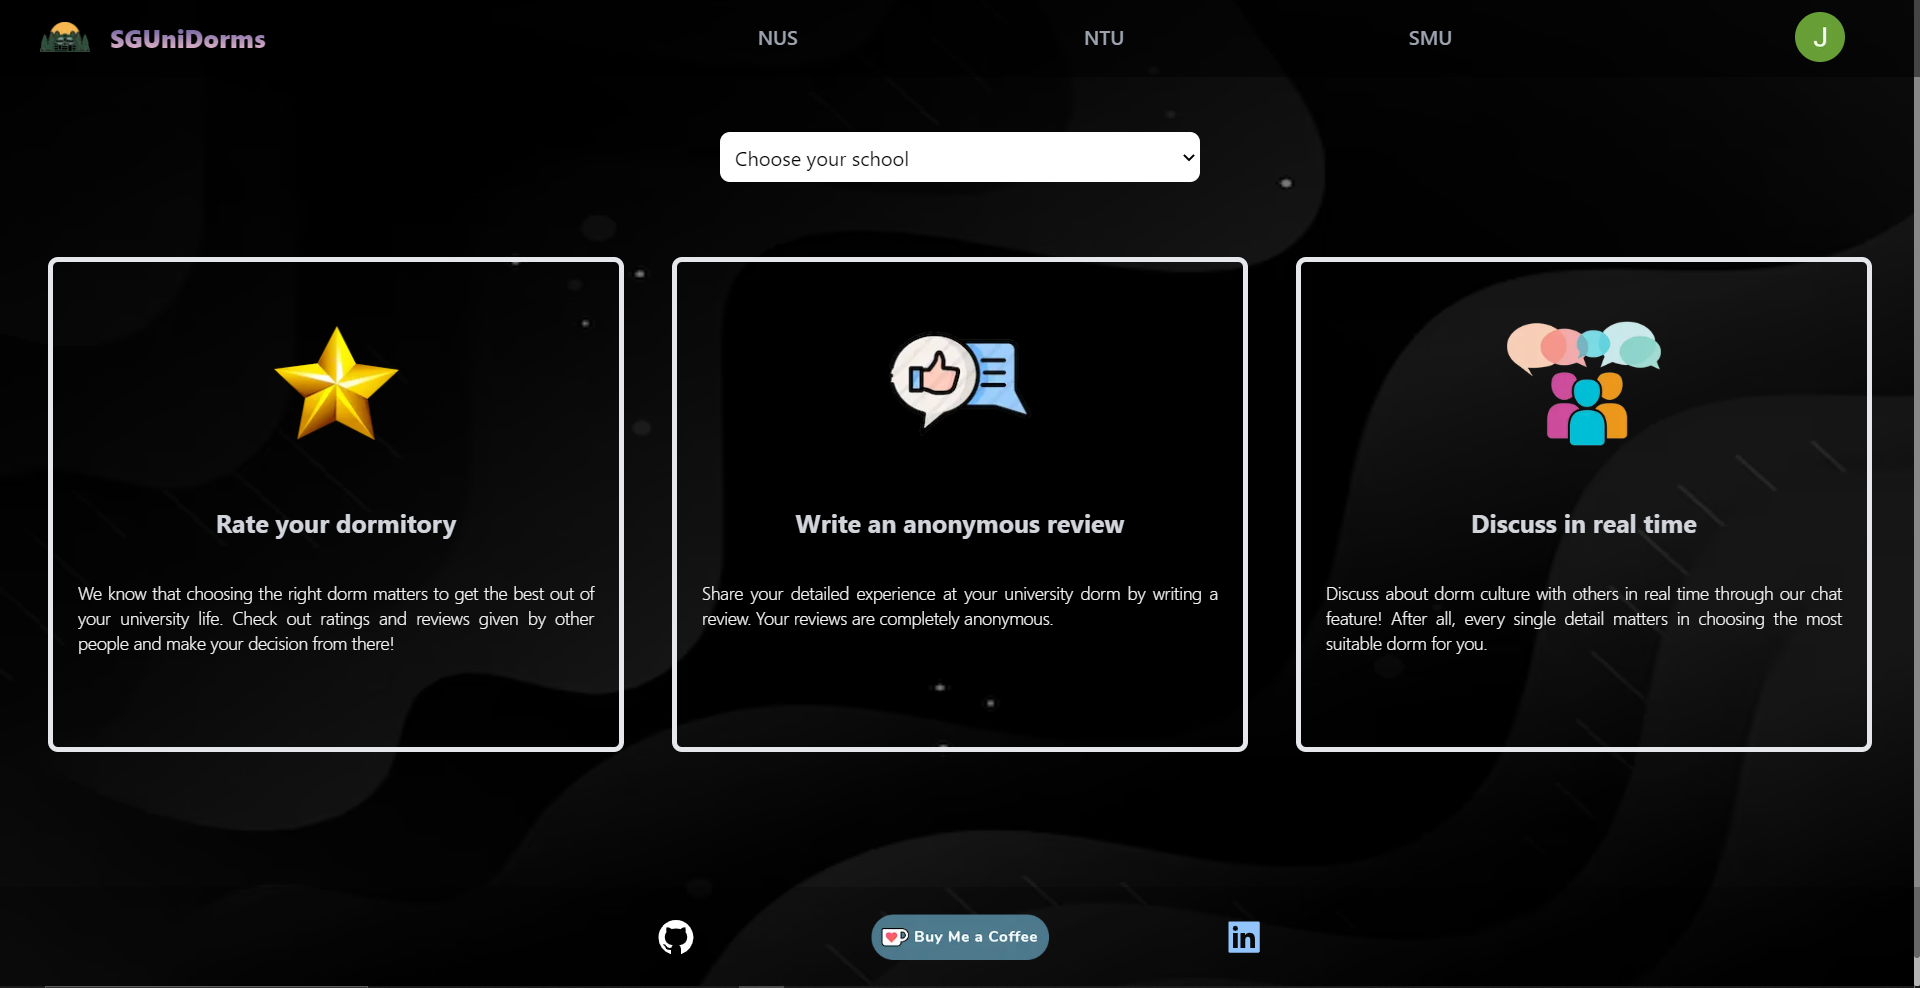 SGUniDorms
NUS
NTU
SMU
J
Choose your school
Rate your dormitory
We know that choosing the right dorm matters to get the best out of
your university life. Check out ratings and reviews given by other
people and make your decision from there!
Write an anonymous review
Share your detailed experience at your university dorm by writing a
review. Your reviews are completely anonymous.
Discuss in real time
Discuss about dorm culture with others in real time through our chat
feature! After all, every single detail matters in choosing the most
suitable dorm for you.
Buy Me a Coffee
in